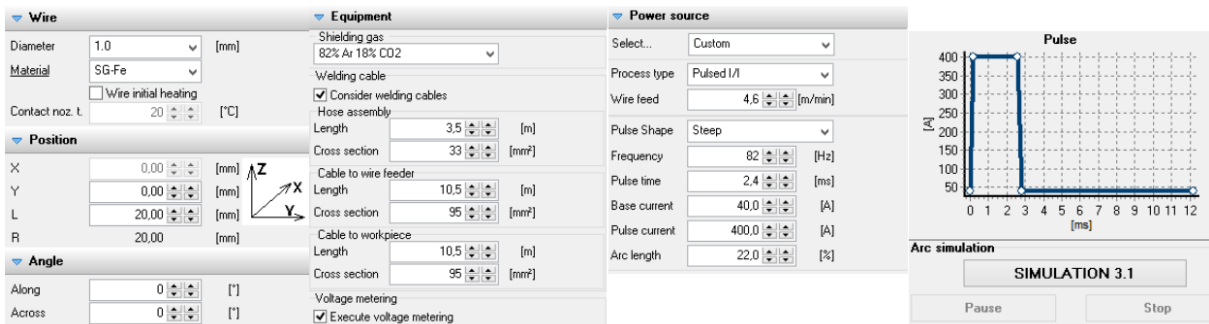 Wire
Diameter 1.0 [mm]
Material SG-Fe
Wire initial heating
Contact noz. t. 20 [°C]
Position
X 0,00 [mm]
Y 0,00 [mm]
L 20,00 [mm]
R 20,00 [mm]
Z
X
Y
Angle
Along 0 [°]
Across 0 [°]
Equipment
Shielding gas
82% Ar 18% CO2
Welding cable
Consider welding cables
Hose assembly
Length 3,5 [m]
Cross section 33 [mm²]
Cable to wire feeder
Length 10,5 [m]
Cross section 95 [mm²]
Cable to workpiece
Length 10,5 [m]
Cross section 95 [mm²]
Voltage metering
Execute voltage metering
Power source
Select... Custom
Process type Pulsed I/I
Wire feed 4,6 [m/min]
Pulse Shape Steep
Frequency 82 [Hz]
Pulse time 2,4 [ms]
Base current 40,0 [A]
Pulse current 400,0 [A]
Arc length 22,0 [%]
Pulse
400
350
300
250
200
150
100
50
[A]
0 1 2 3 4 5 6 7 8 9 10 11 12
[ms]
Arc simulation
SIMULATION 3.1
Pause Stop